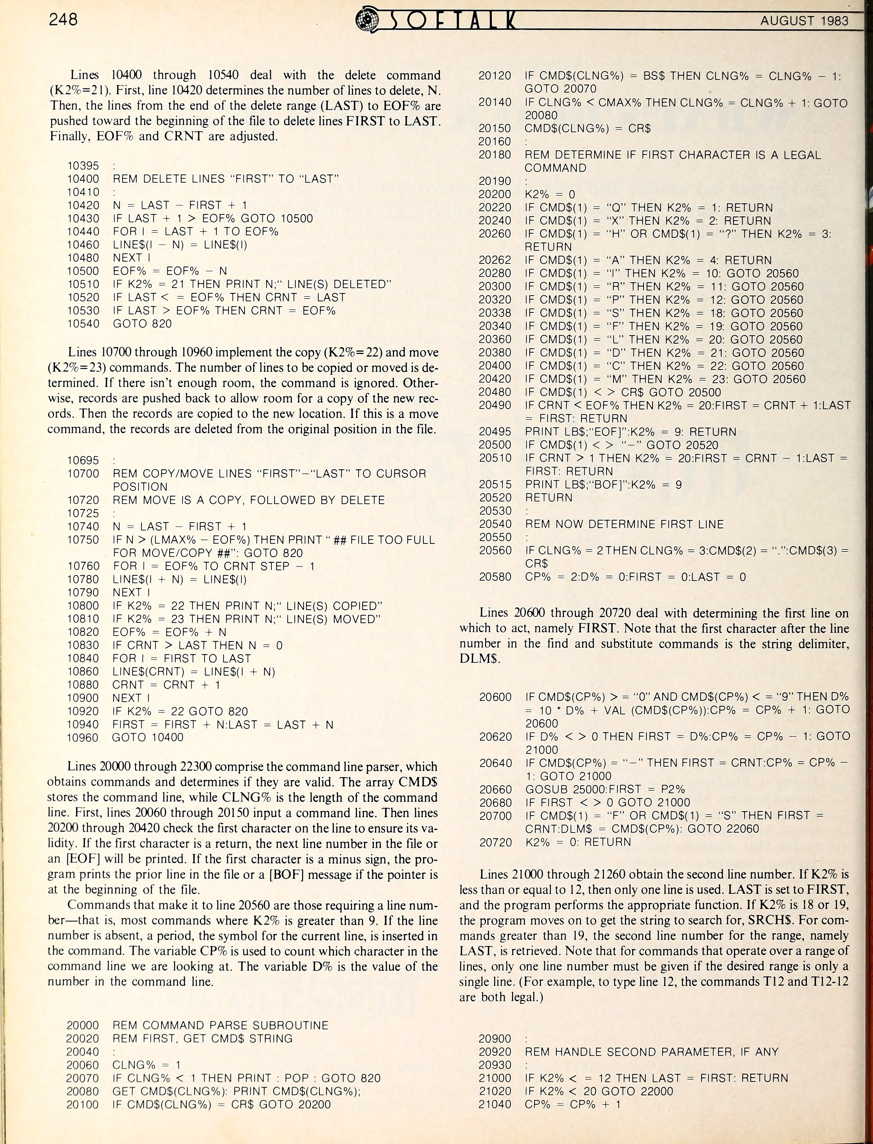 248
SOFTALK
AUGUST 1983
Lines 10400 through 10540 deal with the delete command
(K2%=21). First, line 10420 determines the number of lines to delete, N.
Then, the lines from the end of the delete range (LAST) to EOF% are
pushed toward the beginning of the file to delete lines FIRST to LAST.
Finally, EOF% and CRNT are adjusted.
10395 :
10400 REM DELETE LINES "FIRST" TO "LAST"
10410 :
10420 N = LAST − FIRST + 1
10430 IF LAST + 1 > EOF% GOTO 10500
10440 FOR I = LAST + 1 TO EOF%
10460 LINE$(I − N) = LINE$(I)
10480 NEXT I
10500 EOF% = EOF% − N
10510 IF K2% = 21 THEN PRINT N;" LINE(S) DELETED"
10520 IF LAST < = EOF% THEN CRNT = LAST
10530 IF LAST > EOF% THEN CRNT = EOF%
10540 GOTO 820
Lines 10700 through 10960 implement the copy (K2%=22) and move
(K2%=23) commands. The number of lines to be copied or moved is de-
termined. If there isn't enough room, the command is ignored. Other-
wise, records are pushed back to allow room for a copy of the new rec-
ords. Then the records are copied to the new location. If this is a move
command, the records are deleted from the original position in the file.
10695 :
10700 REM COPY/MOVE LINES "FIRST"−"LAST" TO CURSOR
POSITION
10720 REM MOVE IS A COPY, FOLLOWED BY DELETE
10725 :
10740 N = LAST − FIRST + 1
10750 IF N > (LMAX% − EOF%) THEN PRINT " ## FILE TOO FULL
FOR MOVE/COPY ##": GOTO 820
10760 FOR I = EOF% TO CRNT STEP − 1
10780 LINE$(I + N) = LINE$(I)
10790 NEXT I
10800 IF K2% = 22 THEN PRINT N;" LINE(S) COPIED"
10810 IF K2% = 23 THEN PRINT N;" LINE(S) MOVED"
10820 EOF% = EOF% + N
10830 IF CRNT > LAST THEN N = 0
10840 FOR I = FIRST TO LAST
10860 LINE$(CRNT) = LINE$(I + N)
10880 CRNT = CRNT + 1
10900 NEXT I
10920 IF K2% = 22 GOTO 820
10940 FIRST = FIRST + N:LAST = LAST + N
10960 GOTO 10400
Lines 20000 through 22300 comprise the command line parser, which
obtains commands and determines if they are valid. The array CMD$
stores the command line, while CLNG% is the length of the command
line. First, lines 20060 through 20150 input a command line. Then lines
20200 through 20420 check the first character on the line to ensure its va-
lidity. If the first character is a return, the next line number in the file or
an [EOF] will be printed. If the first character is a minus sign, the pro-
gram prints the prior line in the file or a [BOF] message if the pointer is
at the beginning of the file.
Commands that make it to line 20560 are those requiring a line num-
ber—that is, most commands where K2% is greater than 9. If the line
number is absent, a period, the symbol for the current line, is inserted in
the command. The variable CP% is used to count which character in the
command line we are looking at. The variable D% is the value of the
number in the command line.
20000 REM COMMAND PARSE SUBROUTINE
20020 REM FIRST, GET CMD$ STRING
20040 :
20060 CLNG% = 1
20070 IF CLNG% < 1 THEN PRINT : POP : GOTO 820
20080 GET CMD$(CLNG%): PRINT CMD$(CLNG%);
20100 IF CMD$(CLNG%) = CR$ GOTO 20200
20120 IF CMD$(CLNG%) = BS$ THEN CLNG% = CLNG% − 1:
GOTO 20070
20140 IF CLNG% < CMAX% THEN CLNG% = CLNG% + 1: GOTO
20080
20150 CMD$(CLNG%) = CR$
20160 :
20180 REM DETERMINE IF FIRST CHARACTER IS A LEGAL
COMMAND
20190 :
20200 K2% = 0
20220 IF CMD$(1) = "Q" THEN K2% = 1: RETURN
20240 IF CMD$(1) = "X" THEN K2% = 2: RETURN
20260 IF CMD$(1) = "H" OR CMD$(1) = "?" THEN K2% = 3:
RETURN
20262 IF CMD$(1) = "A" THEN K2% = 4: RETURN
20280 IF CMD$(1) = "I" THEN K2% = 10: GOTO 20560
20300 IF CMD$(1) = "R" THEN K2% = 11: GOTO 20560
20320 IF CMD$(1) = "P" THEN K2% = 12: GOTO 20560
20338 IF CMD$(1) = "S" THEN K2% = 18: GOTO 20560
20340 IF CMD$(1) = "F" THEN K2% = 19: GOTO 20560
20360 IF CMD$(1) = "L" THEN K2% = 20: GOTO 20560
20380 IF CMD$(1) = "D" THEN K2% = 21: GOTO 20560
20400 IF CMD$(1) = "C" THEN K2% = 22: GOTO 20560
20420 IF CMD$(1) = "M" THEN K2% = 23: GOTO 20560
20480 IF CMD$(1) < > CR$ GOTO 20500
20490 IF CRNT < EOF% THEN K2% = 20:FIRST = CRNT + 1:LAST
= FIRST: RETURN
20495 PRINT LB$;"EOF]":K2% = 9: RETURN
20500 IF CMD$(1) < > "−" GOTO 20520
20510 IF CRNT > 1 THEN K2% = 20:FIRST = CRNT − 1:LAST =
FIRST: RETURN
20515 PRINT LB$;"BOF]":K2% = 9
20520 RETURN
20530 :
20540 REM NOW DETERMINE FIRST LINE
20550 :
20560 IF CLNG% = 2 THEN CLNG% = 3:CMD$(2) = ".":CMD$(3) =
CR$
20580 CP% = 2:D% = 0:FIRST = 0:LAST = 0
Lines 20600 through 20720 deal with determining the first line on
which to act, namely FIRST. Note that the first character after the line
number in the find and substitute commands is the string delimiter,
DLM$.
20600 IF CMD$(CP%) > = "0" AND CMD$(CP%) < = "9" THEN D%
= 10 * D% + VAL (CMD$(CP%)):CP% = CP% + 1: GOTO
20600
20620 IF D% < > 0 THEN FIRST = D%:CP% = CP% − 1: GOTO
21000
20640 IF CMD$(CP%) = "−" THEN FIRST = CRNT:CP% = CP% −
1: GOTO 21000
20660 GOSUB 25000:FIRST = P2%
20680 IF FIRST < > 0 GOTO 21000
20700 IF CMD$(1) = "F" OR CMD$(1) = "S" THEN FIRST =
CRNT:DLM$ = CMD$(CP%): GOTO 22060
20720 K2% = 0: RETURN
Lines 21000 through 21260 obtain the second line number. If K2% is
less than or equal to 12, then only one line is used. LAST is set to FIRST,
and the program performs the appropriate function. If K2% is 18 or 19,
the program moves on to get the string to search for, SRCH$. For com-
mands greater than 19, the second line number for the range, namely
LAST, is retrieved. Note that for commands that operate over a range of
lines, only one line number must be given if the desired range is only a
single line. (For example, to type line 12, the commands T12 and T12-12
are both legal.)
20900 :
20920 REM HANDLE SECOND PARAMETER, IF ANY
20930 :
21000 IF K2% < = 12 THEN LAST = FIRST: RETURN
21020 IF K2% < 20 GOTO 22000
21040 CP% = CP% + 1